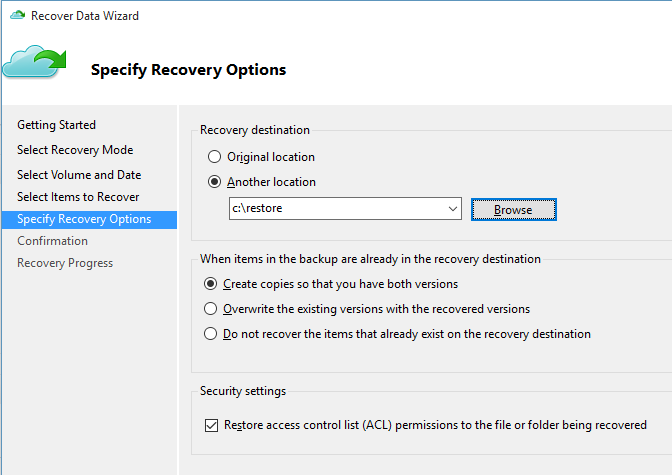 Recover Data Wizard
Specify Recovery Options
Getting Started
Select Recovery Mode
Select Volume and Date
Select Items to Recover
Specify Recovery Options
Confirmation
Recovery Progress
Recovery destination
Original location
Another location
c:\restore
Browse
When items in the backup are already in the recovery destination
Create copies so that you have both versions
Overwrite the existing versions with the recovered versions
Do not recover the items that already exist on the recovery destination
Security settings
Restore access control list (ACL) permissions to the file or folder being recovered